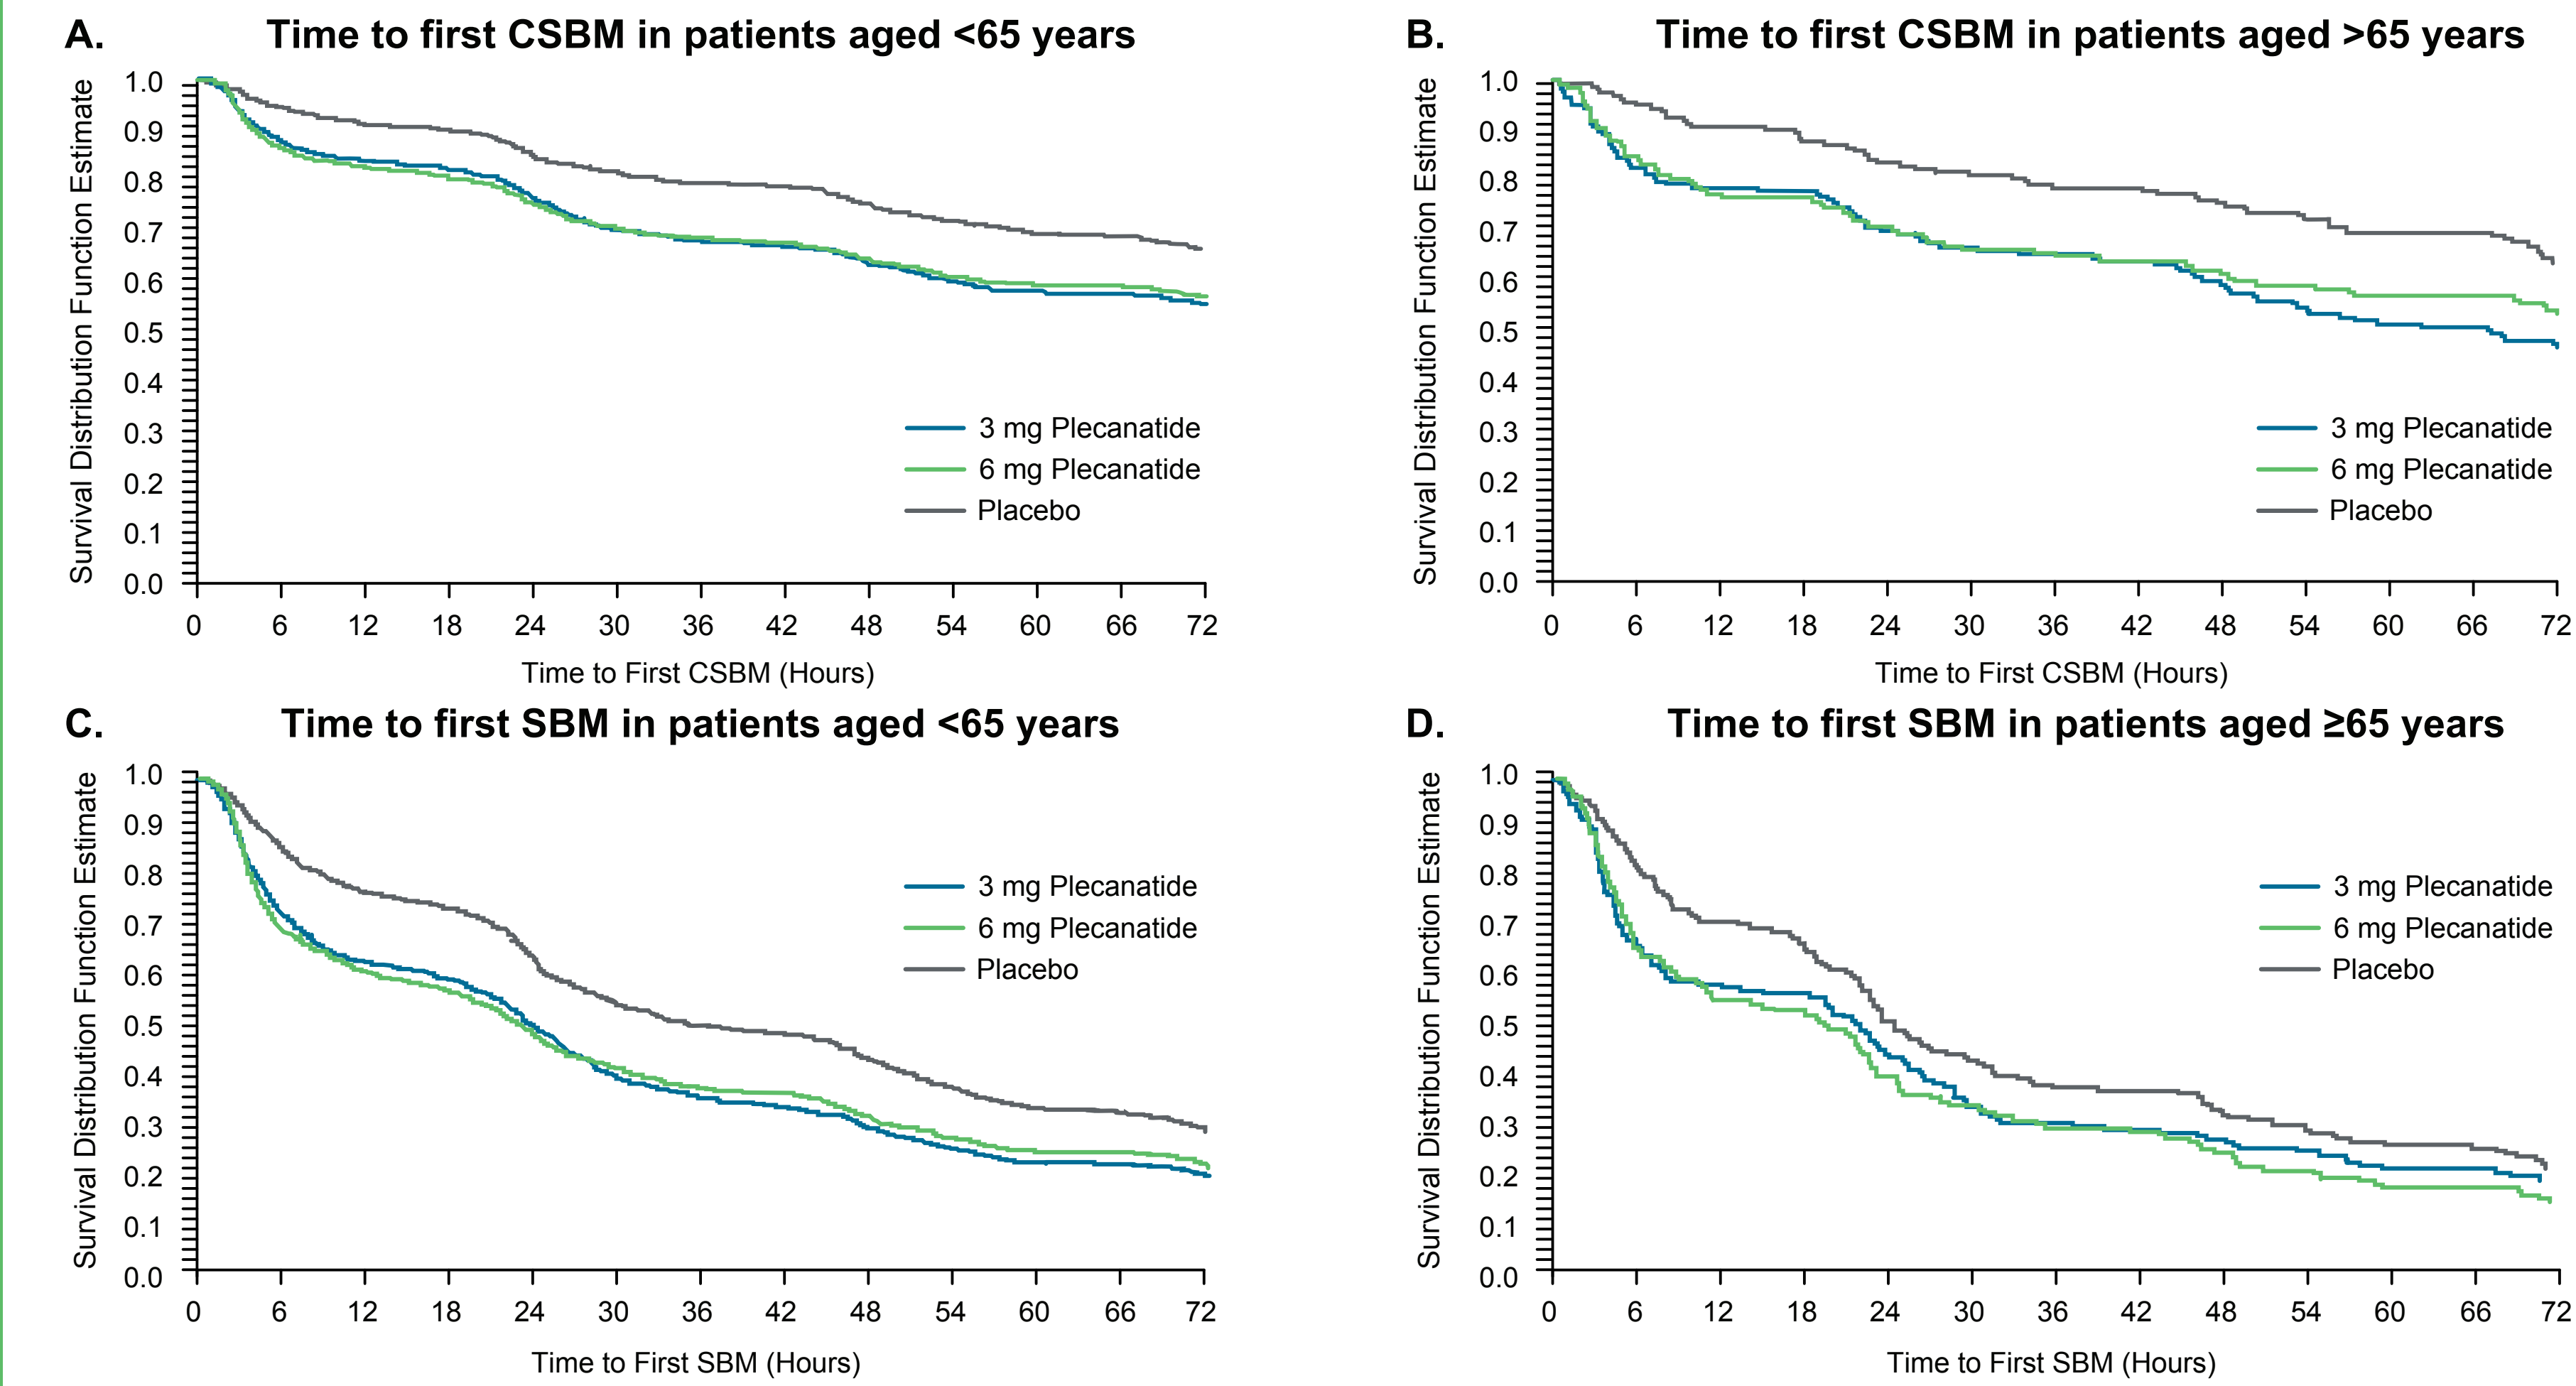 A.
Time to first CSBM in patients aged <65 years
Survival Distribution Function Estimate
1.0
0.9
0.8
0.7
0.6
0.5
0.4
0.3
0.2
0.1
0.0
3 mg Plecanatide
6 mg Plecanatide
Placebo
0 6 12 18 24 30 36 42 48 54 60 66 72
Time to First CSBM (Hours)
B.
Time to first CSBM in patients aged >65 years
Survival Distribution Function Estimate
1.0
0.9
0.8
0.7
0.6
0.5
0.4
0.3
0.2
0.1
0.0
3 mg Plecanatide
6 mg Plecanatide
Placebo
0 6 12 18 24 30 36 42 48 54 60 66 72
Time to First CSBM (Hours)
C.
Time to first SBM in patients aged <65 years
Survival Distribution Function Estimate
1.0
0.9
0.8
0.7
0.6
0.5
0.4
0.3
0.2
0.1
0.0
3 mg Plecanatide
6 mg Plecanatide
Placebo
0 6 12 18 24 30 36 42 48 54 60 66 72
Time to First SBM (Hours)
D.
Time to first SBM in patients aged ≥65 years
Survival Distribution Function Estimate
1.0
0.9
0.8
0.7
0.6
0.5
0.4
0.3
0.2
0.1
0.0
3 mg Plecanatide
6 mg Plecanatide
Placebo
0 6 12 18 24 30 36 42 48 54 60 66 72
Time to First SBM (Hours)